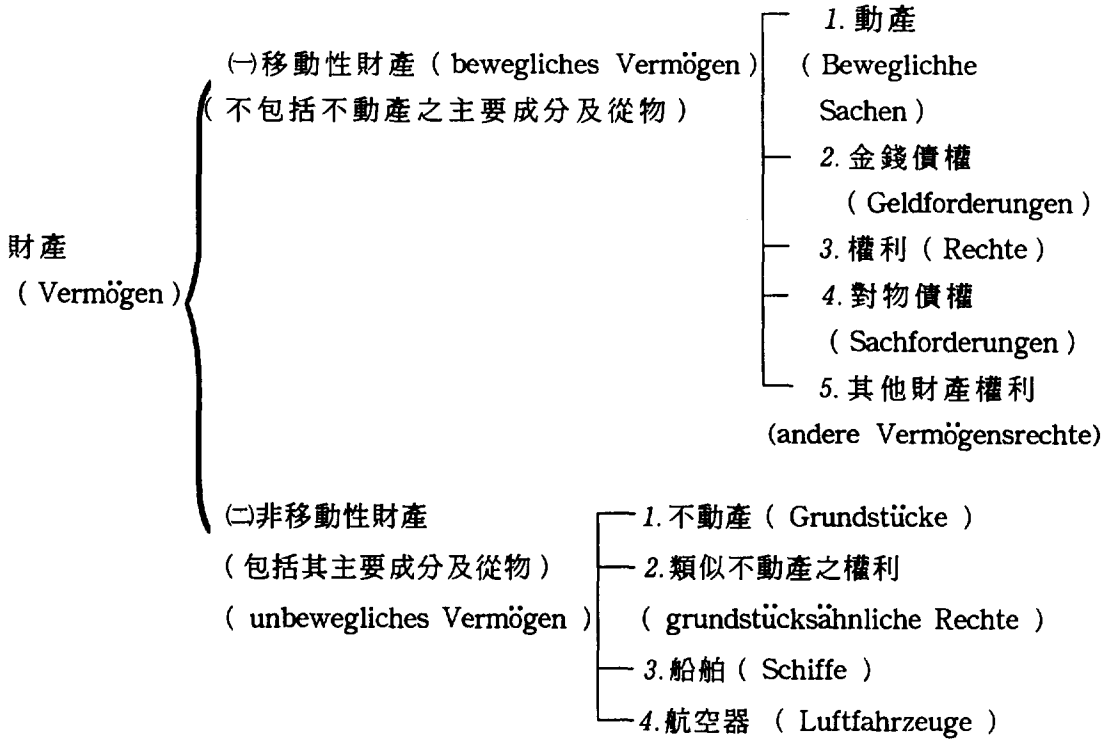 財產
( Vermögen )
㈠移動性財產 ( bewegliches Vermögen )
( 不包括不動產之主要成分及從物 )
1. 動產
( Beweglichhe
Sachen )
2. 金錢債權
( Geldforderungen )
3. 權利 ( Rechte )
4. 對物債權
( Sachforderungen )
5. 其他財產權利
(andere Vermögensrechte)
㈡非移動性財產
( 包括其主要成分及從物 )
( unbewegliches Vermögen )
1. 不動產 ( Grundstücke )
2. 類似不動產之權利
( grundstücksähnliche Rechte )
3. 船舶 ( Schiffe )
4. 航空器 ( Luftfahrzeuge )